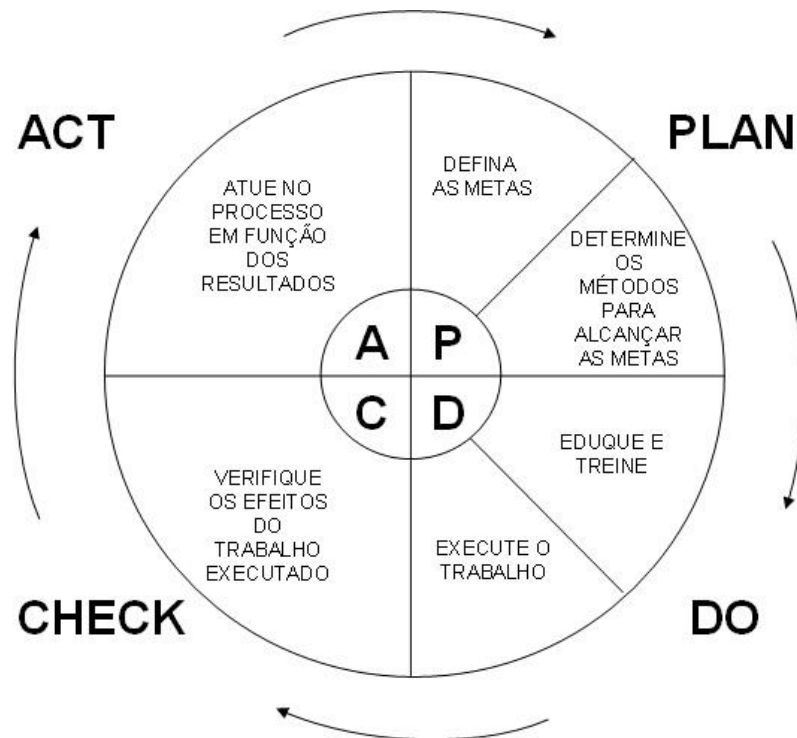 ACT
PLAN
DEFINA
AS METAS
ATUE NO
PROCESSO
EM FUNÇÃO
DOS
RESULTADOS
DETERMINE
OS
MÉTODOS
PARA
ALCANÇAR
AS METAS
A P
C D
EDUQUE E
TREINE
VERIFIQUE
OS EFEITOS
DO
TRABALHO
EXECUTADO
EXECUTE O
TRABALHO
CHECK
DO